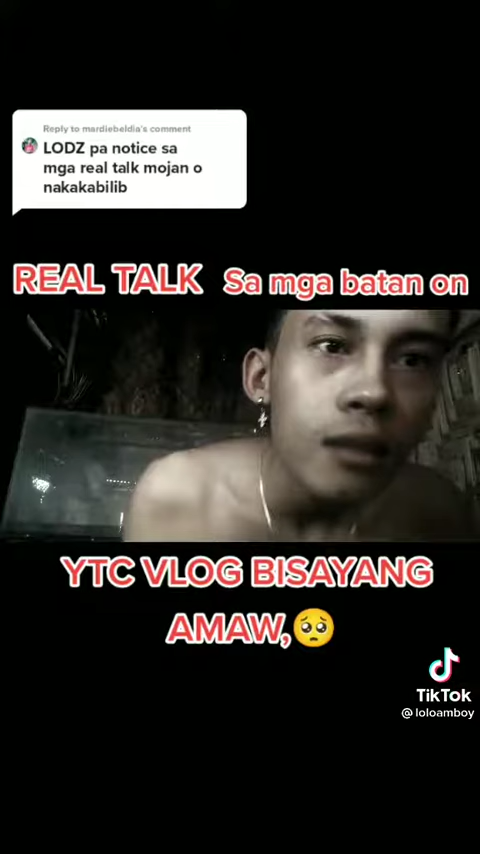 Reply to mardiebeldia's comment
LODZ pa notice sa
mga real talk mojan o
nakakabilib
REAL TALK Sa mga batan on
YTC VLOG BISAYANG
AMAW,🥺
TikTok
@loloamboy